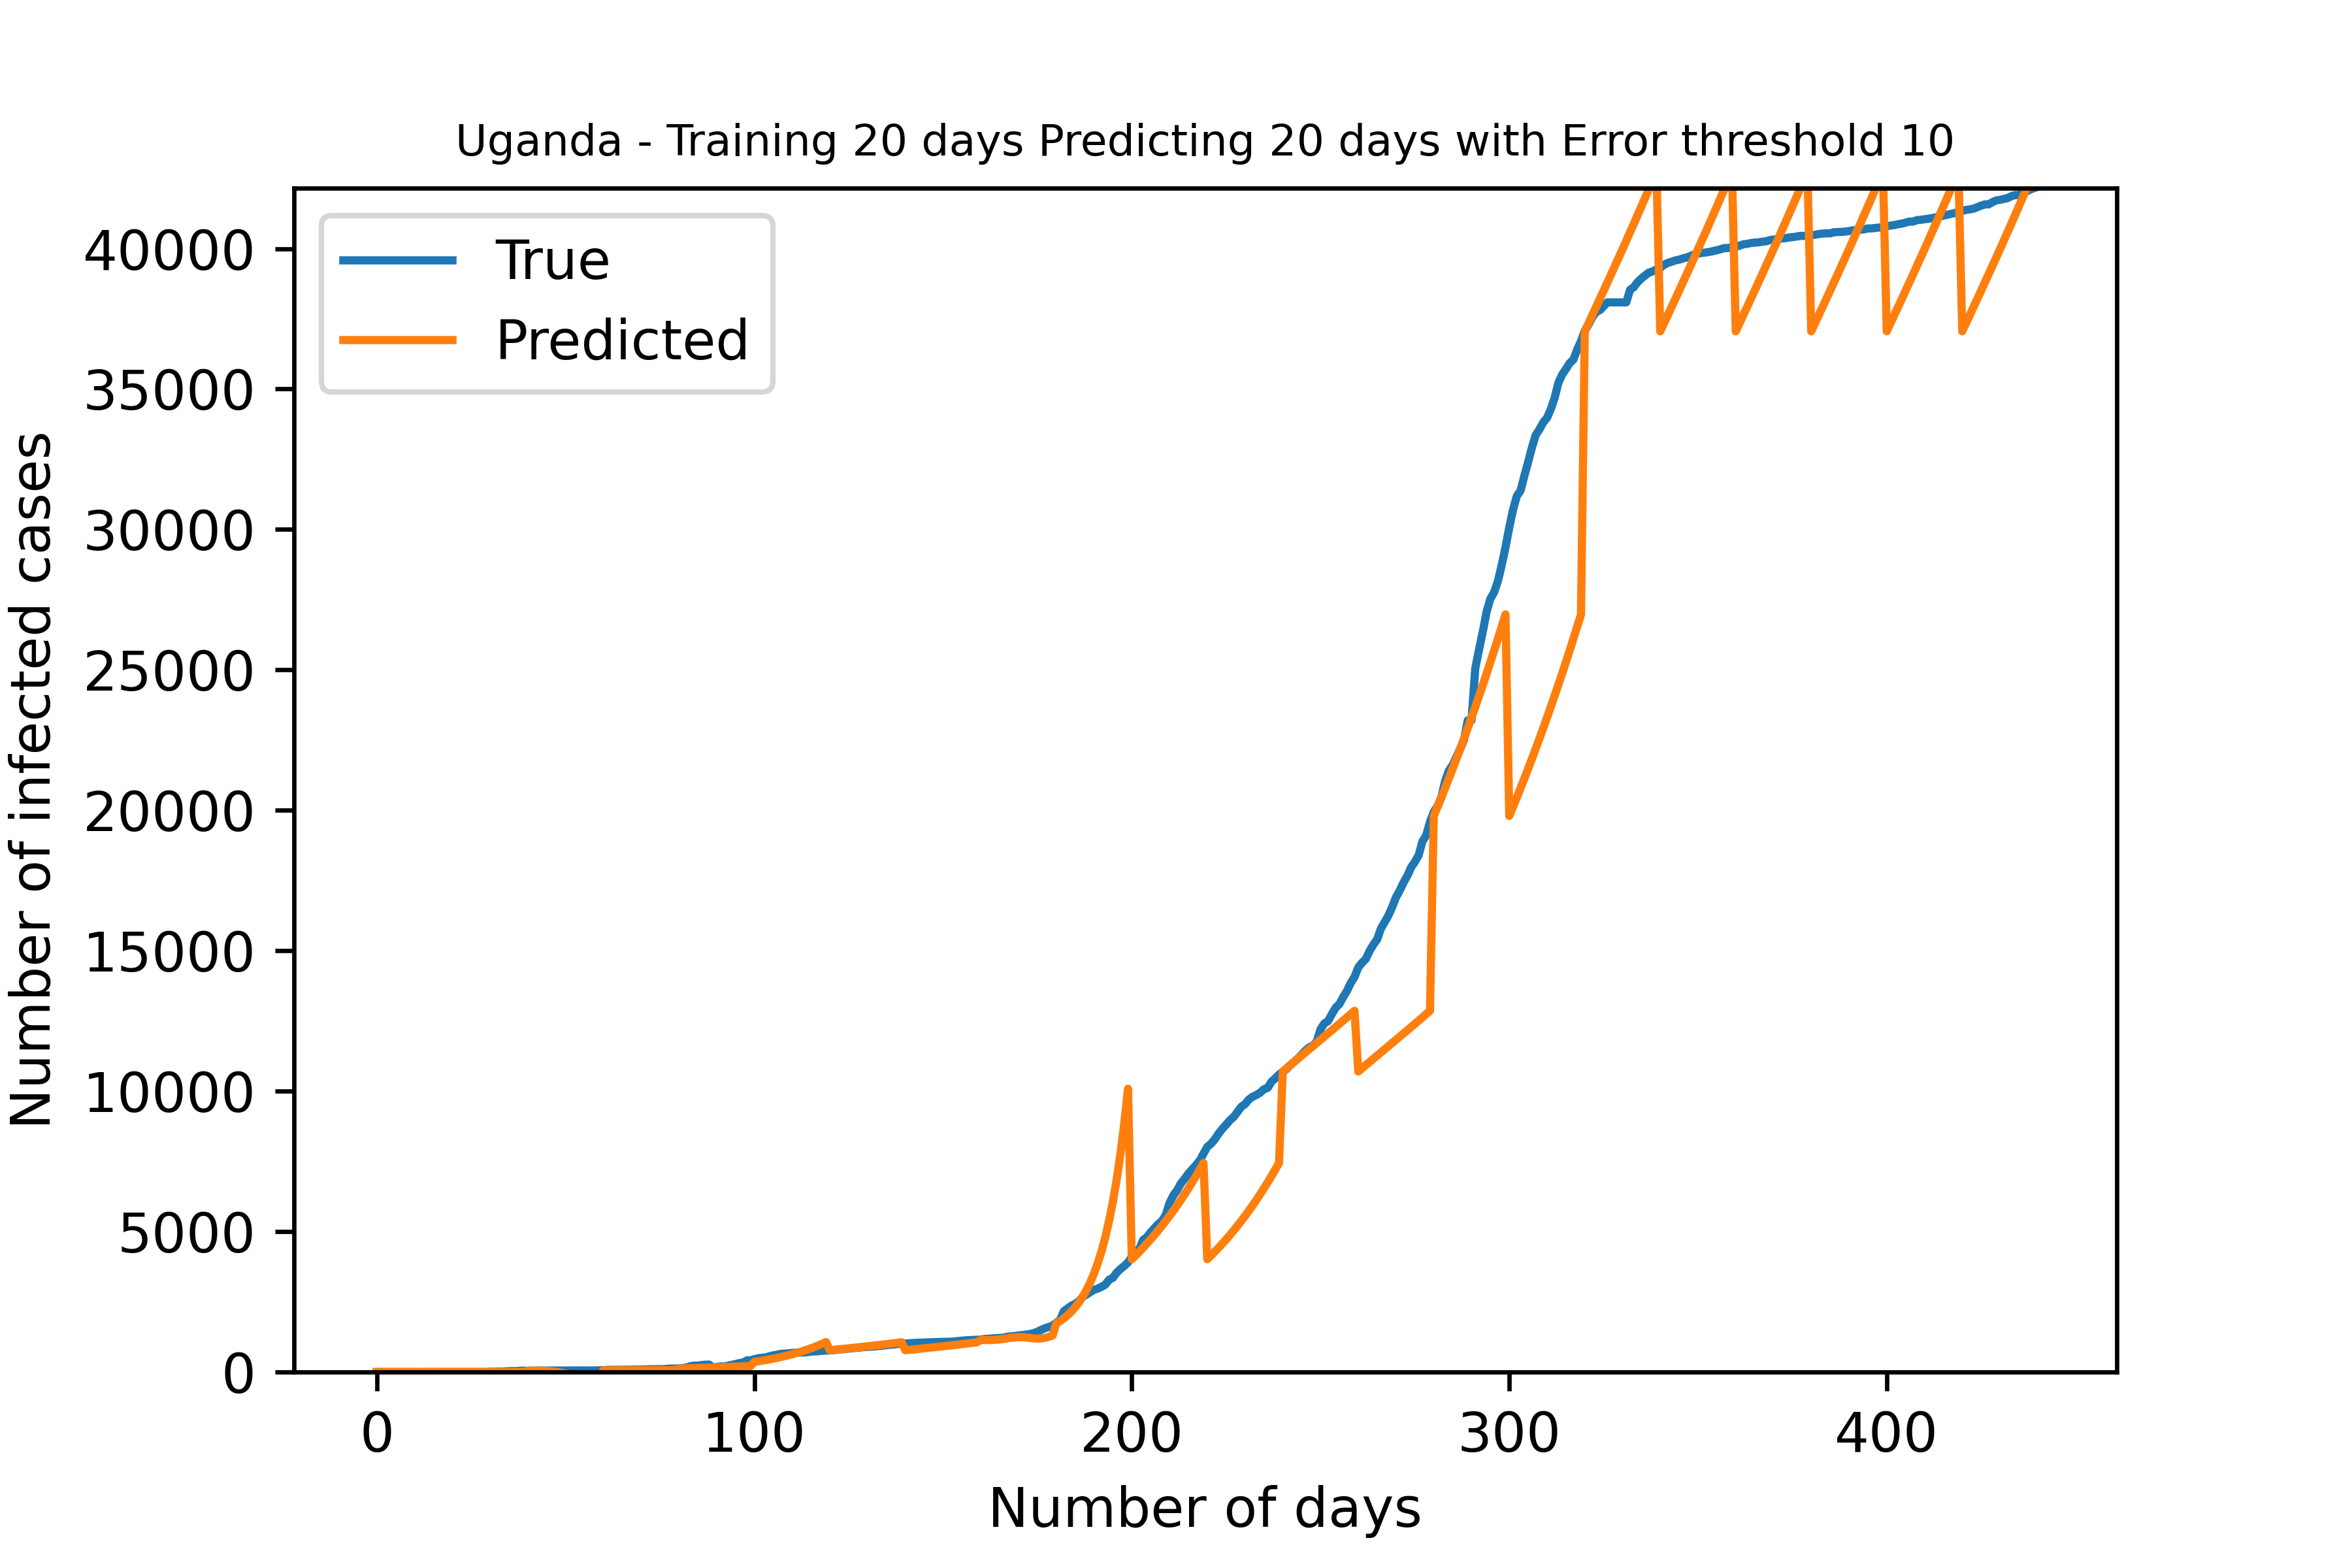 Uganda - Training 20 days Predicting 20 days with Error threshold 10
True
Predicted
40000
35000
30000
25000
20000
15000
10000
5000
0
Number of infected cases
0 100 200 300 400
Number of days